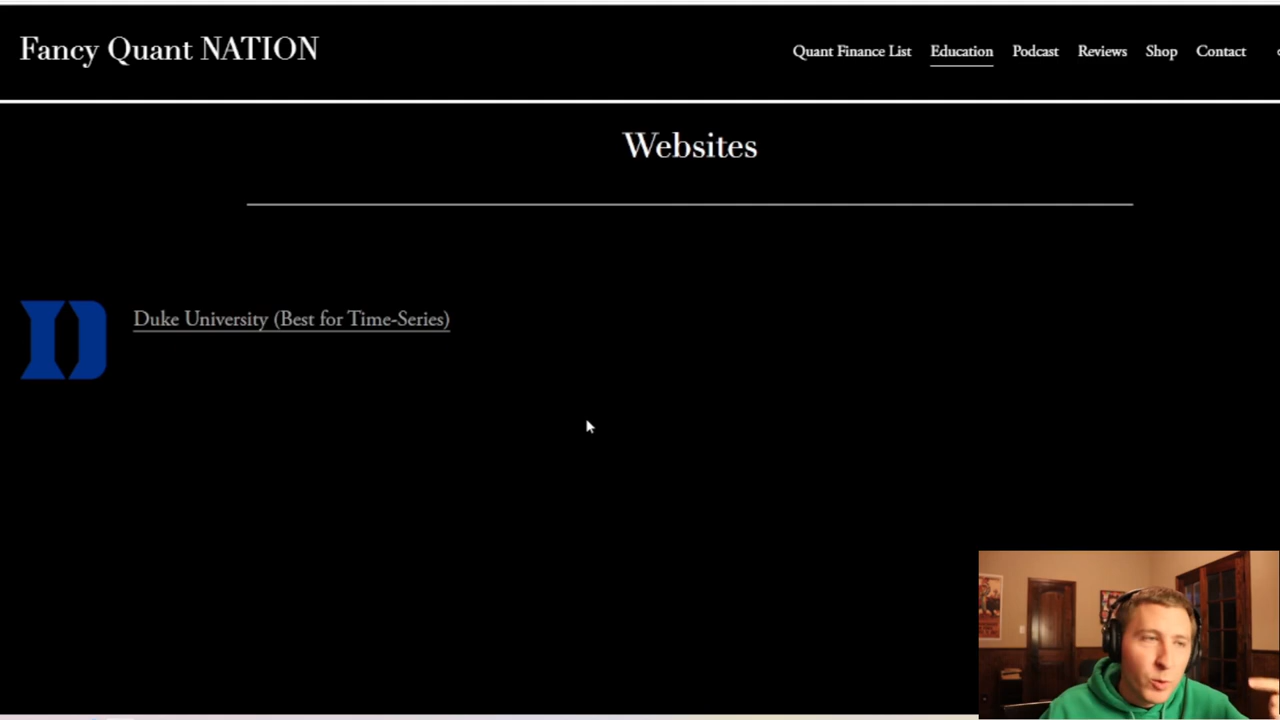 Fancy Quant NATION
Quant Finance List Education Podcast Reviews Shop Contact
Websites
Duke University (Best for Time-Series)